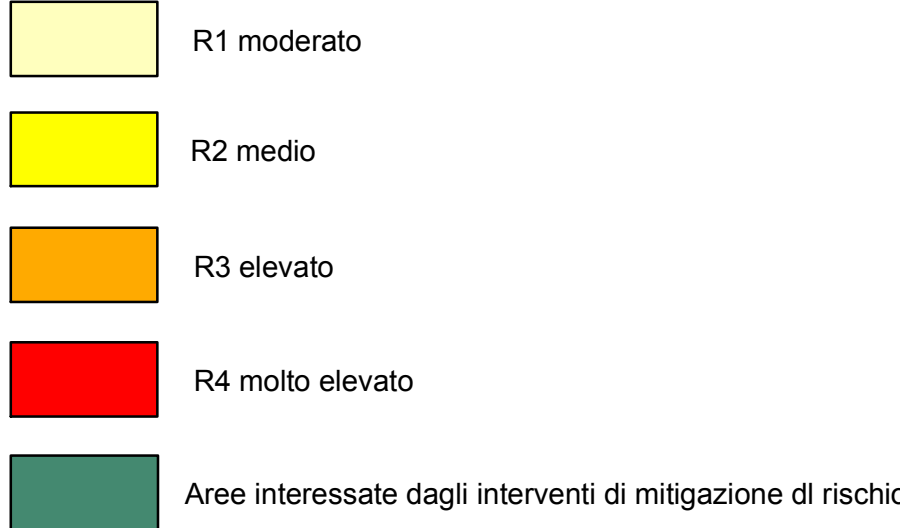 R1 moderato
R2 medio
R3 elevato
R4 molto elevato
Aree interessate dagli interventi di mitigazione dl rischio